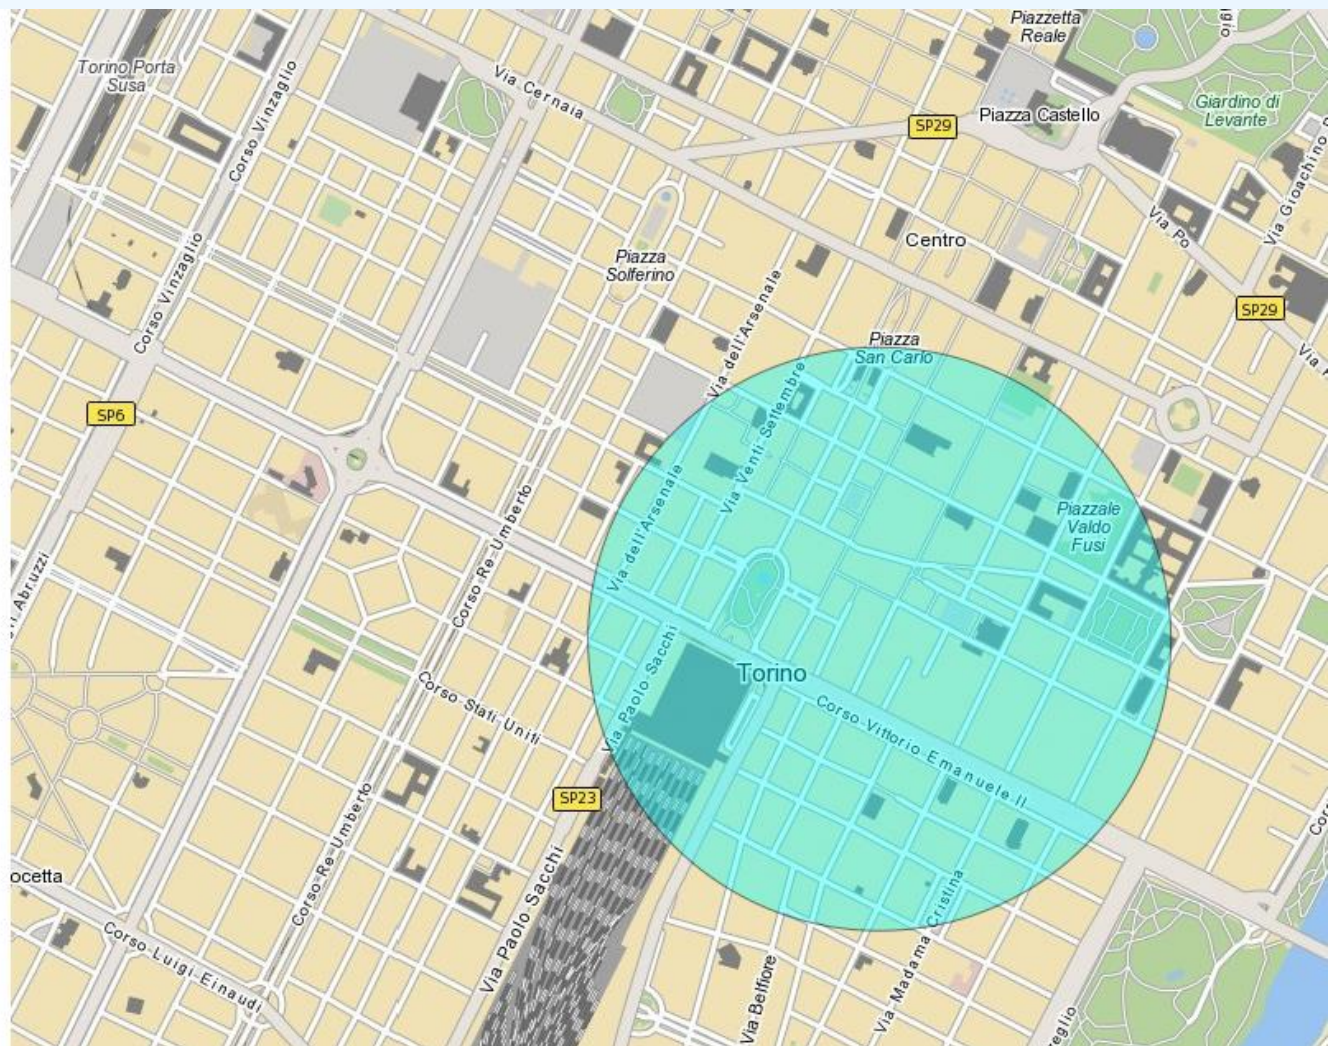 Piazzetta
Reale
Torino Porta
Susa
Via Cernaia
Corso Vinzaglio
SP29
Piazza Castello
Giardino di
Levante
Via Gioachino
Via Po
Centro
Piazza
Solferino
Corso Vinzaglio
Via dell'Arsenale
SP29
Piazza
San Carlo
SP6
Via Venti Settembre
Via dell'Arsenale
Corso Re Umberto
Piazzale
Valdo
Fusi
Abruzzi
Via Paolo Sacchi
Torino
Corso Stati Uniti
Corso Vittorio Emanuele II
SP23
Corso Re Umberto
ocetta
Via Paolo Sacchi
Via Madama Cristina
Corso Luigi Einaudi
Via Belfiore